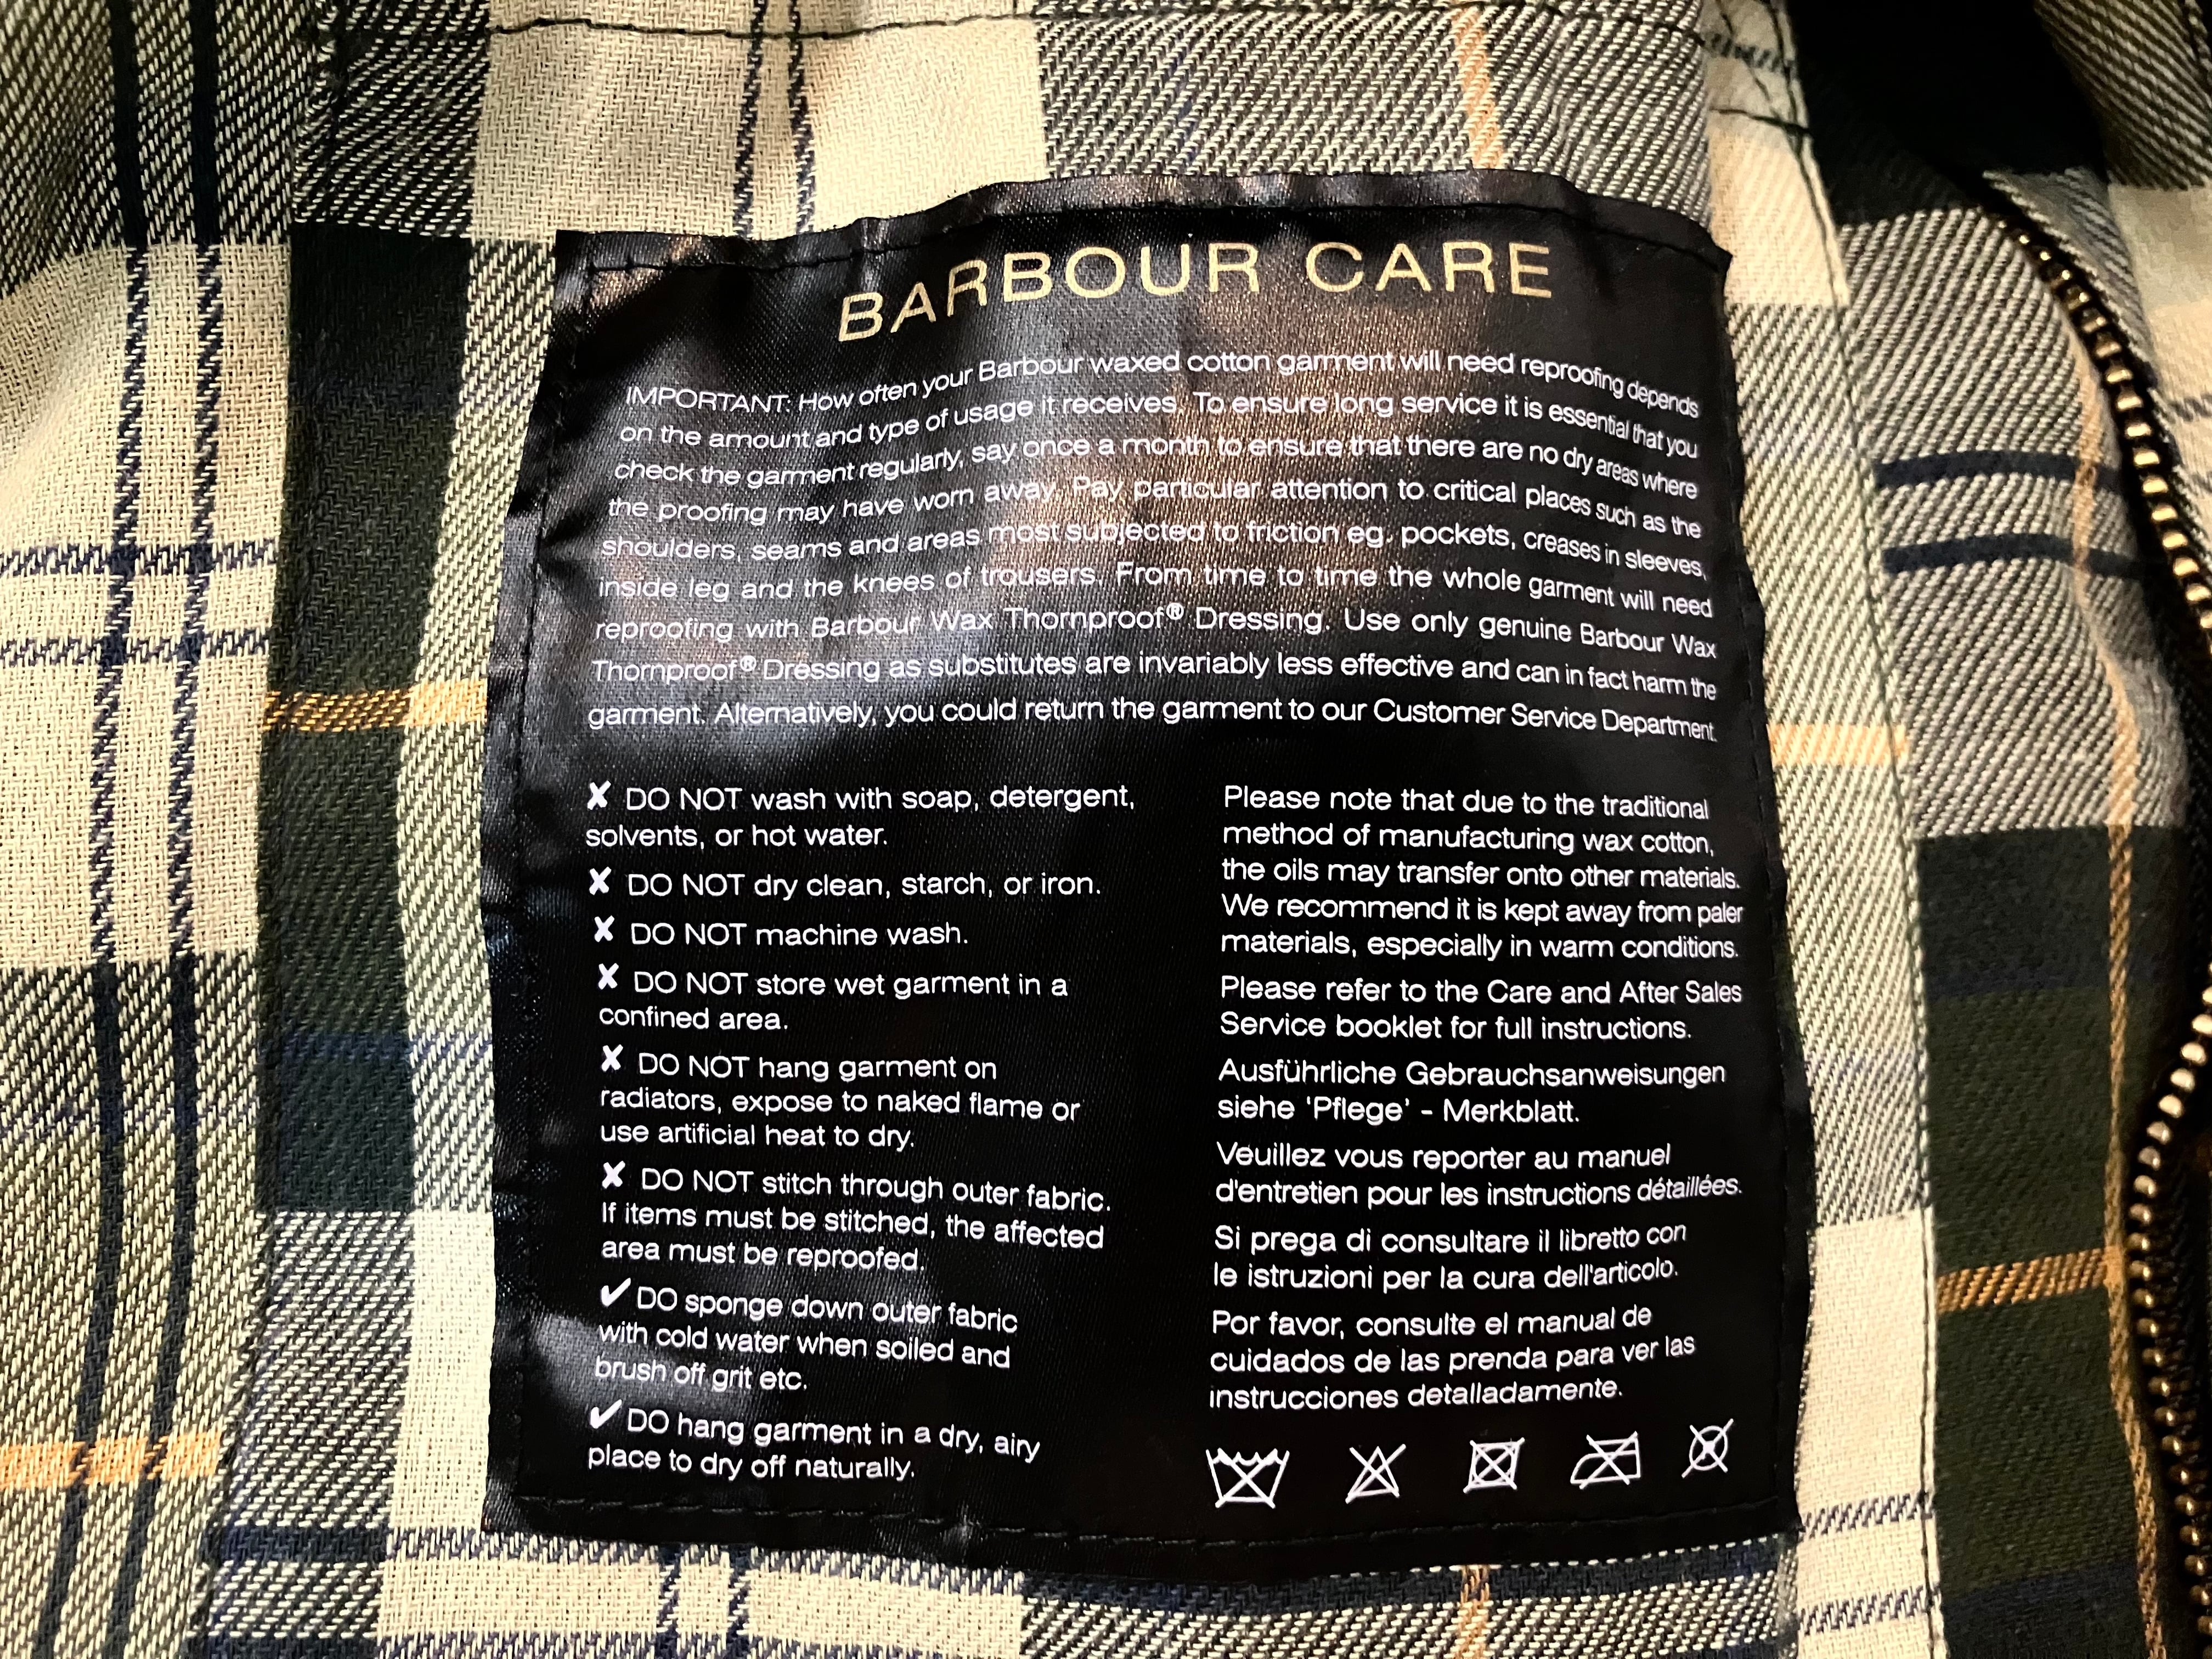 BARBOUR CARE
IMPORTANT: How often your Barbour waxed cotton garment will need reproofing depends
on the amount and type of usage it receives. To ensure long service it is essential that you
check the garment regularly, say once a month to ensure that there are no dry areas where
the proofing may have worn away. Pay particular attention to critical places such as the
shoulders, seams and areas most subjected to friction eg. pockets, creases in sleeves,
inside leg and the knees of trousers. From time to time the whole garment will need
reproofing with Barbour Wax Thornproof® Dressing. Use only genuine Barbour Wax
Thornproof® Dressing as substitutes are invariably less effective and can in fact harm the
garment. Alternatively, you could return the garment to our Customer Service Department.
✘ DO NOT wash with soap, detergent,
solvents, or hot water.
✘ DO NOT dry clean, starch, or iron.
✘ DO NOT machine wash.
✘ DO NOT store wet garment in a
confined area.
✘ DO NOT hang garment on
radiators, expose to naked flame or
use artificial heat to dry.
✘ DO NOT stitch through outer fabric.
If items must be stitched, the affected
area must be reproofed.
✔ DO sponge down outer fabric
with cold water when soiled and
brush off grit etc.
✔ DO hang garment in a dry, airy
place to dry off naturally.
Please note that due to the traditional
method of manufacturing wax cotton,
the oils may transfer onto other materials.
We recommend it is kept away from paler
materials, especially in warm conditions.
Please refer to the Care and After Sales
Service booklet for full instructions.
Ausführliche Gebrauchsanweisungen
siehe 'Pflege' - Merkblatt.
Veuillez vous reporter au manuel
d'entretien pour les instructions détaillées.
Si prega di consultare il libretto con
le istruzioni per la cura dell'articolo.
Por favor, consulte el manual de
cuidados de las prenda para ver las
instrucciones detalladamente.